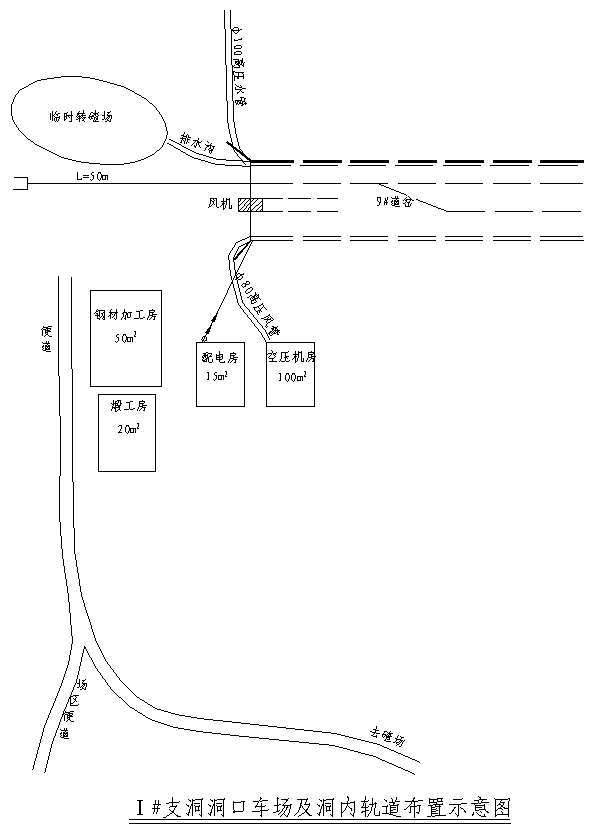 φ100高压水管
临时转碴场
排水沟
L=50m
风机
9#道岔
φ80高压风管
便道
钢材加工房
50m²
配电房
15m²
空压机房
100m²
煅工房
20m²
场区便道
去碴场
I#支洞洞口车场及洞内轨道布置示意图